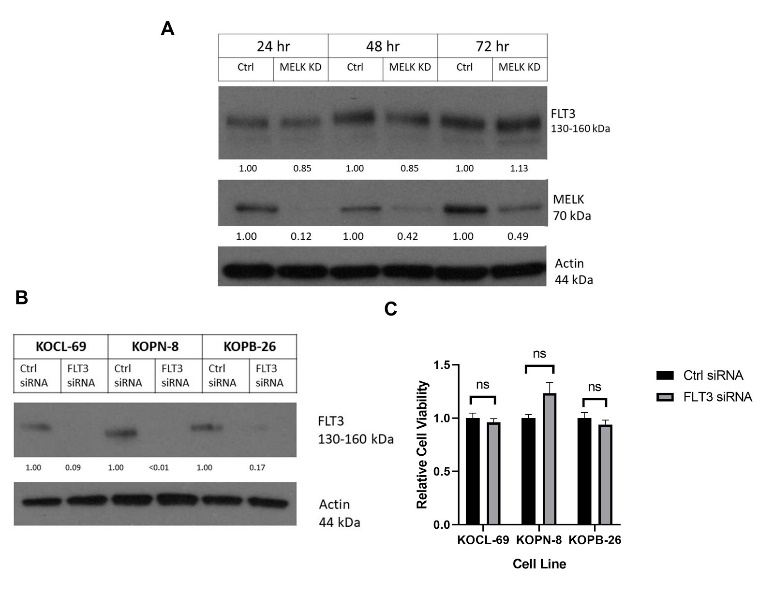 A
24 hr 48 hr 72 hr
Ctrl MELK KD Ctrl MELK KD Ctrl MELK KD
FLT3
130-160 kDa
1.00 0.85 1.00 0.85 1.00 1.13
MELK
70 kDa
1.00 0.12 1.00 0.42 1.00 0.49
Actin
44 kDa
B
KOCL-69 KOPN-8 KOPB-26
Ctrl siRNA FLT3 siRNA Ctrl siRNA FLT3 siRNA Ctrl siRNA FLT3 siRNA
FLT3
130-160 kDa
1.00 0.09 1.00 <0.01 1.00 0.17
Actin
44 kDa
C
Relative Cell Viability
1.5
1.0
0.5
0.0
ns ns ns
KOCL-69 KOPN-8 KOPB-26
Cell Line
Ctrl siRNA
FLT3 siRNA